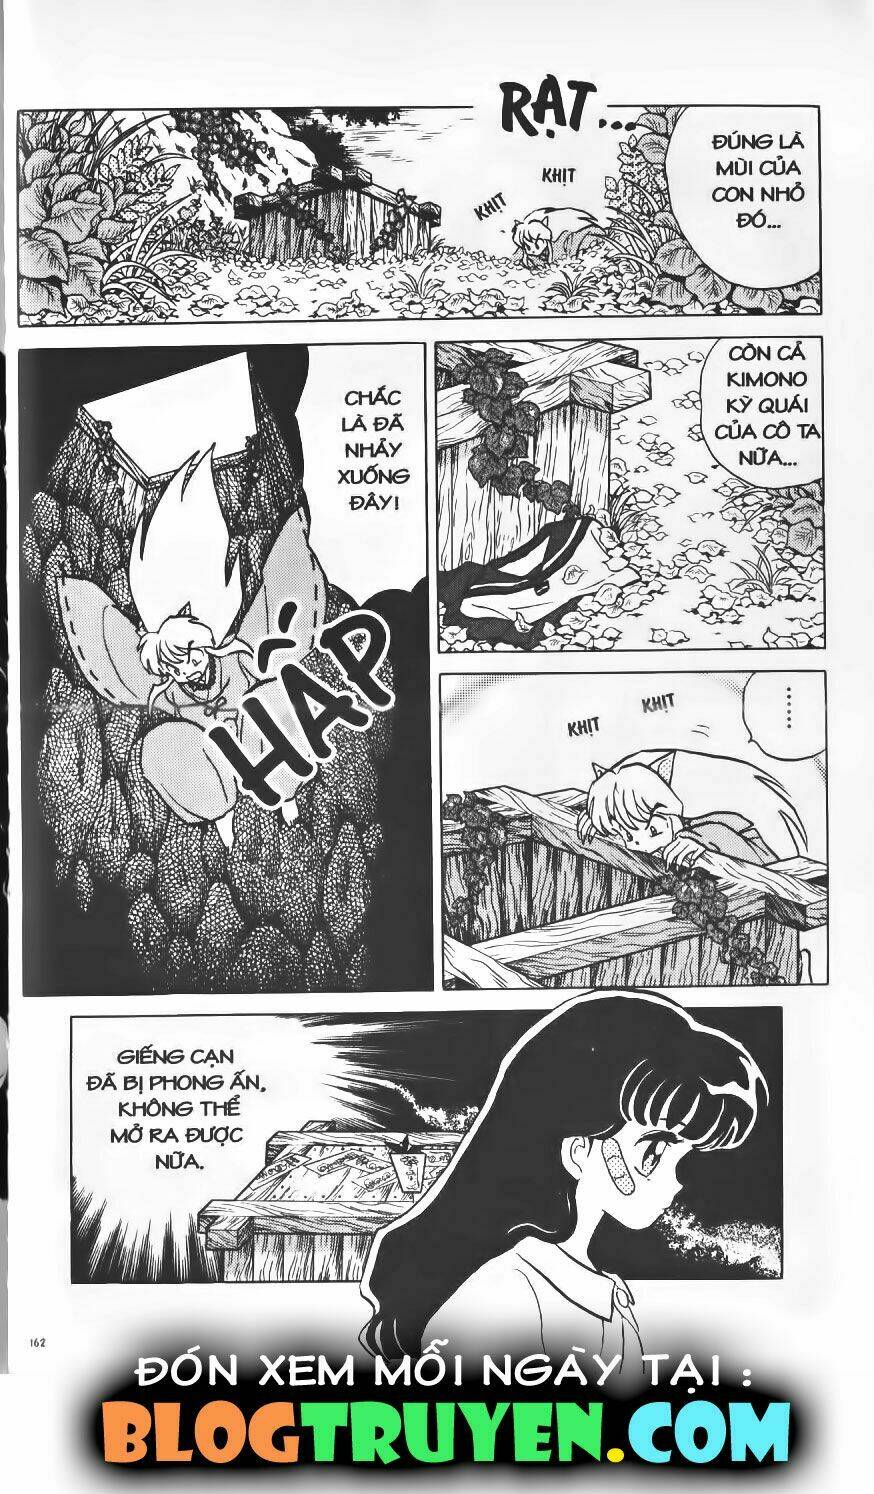 RẠT...
ĐÚNG LÀ
MÙI CỦA
CON NHỎ
ĐÓ...
KHỊT
KHỊT
CÒN CẢ
KIMONO
KỲ QUÁI
CỦA CÔ TA
NỮA...
......
KHỊT
KHỊT
CHẮC
LÀ ĐÃ
NHẢY
XUỐNG
ĐÂY!
HẤP
GIẾNG CẠN
ĐÃ BỊ PHONG ẤN,
KHÔNG THỂ
MỞ RA ĐƯỢC
NỮA.
162
ĐÓN XEM MỖI NGÀY TẠI :
BLOGTRUYEN.COM